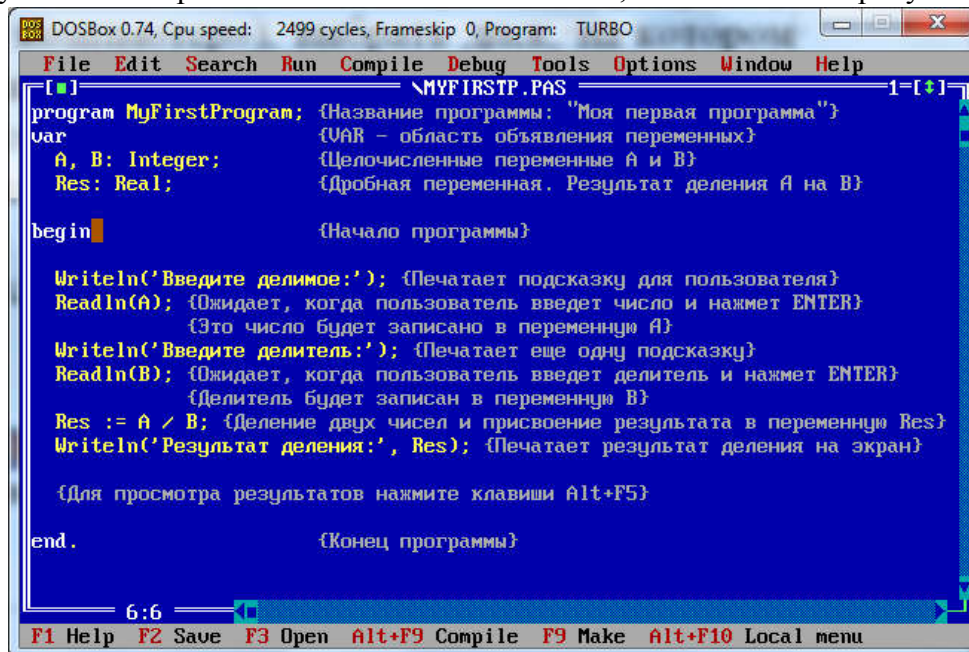 DOSBox 0.74, Cpu speed: 2499 cycles, Frameskip 0, Program: TURBO
File Edit Search Run Compile Debug Tools Options Window Help
\MYFIRSTP.PAS 1
program MyFirstProgram; {Название программы: "Моя первая программа"}
var {VAR - область объявления переменных}
A, B: Integer; {Целочисленные переменные A и B}
Res: Real; {Дробная переменная. Результат деления A на B}
begin {Начало программы}
Writeln('Введите делимое:'); {Печатает подсказку для пользователя}
Readln(A); {Ожидает, когда пользователь введет число и нажмет ENTER}
{Это число будет записано в переменную A}
Writeln('Введите делитель:'); {Печатает еще одну подсказку}
Readln(B); {Ожидает, когда пользователь введет делитель и нажмет ENTER}
{Делитель будет записан в переменную B}
Res := A / B; {Деление двух чисел и присвоение результата в переменную Res}
Writeln('Результат деления:', Res); {Печатает результат деления на экран}
{Для просмотра результатов нажмите клавиши Alt+F5}
end. {Конец программы}
6:6
F1 Help F2 Save F3 Open Alt+F9 Compile F9 Make Alt+F10 Local menu